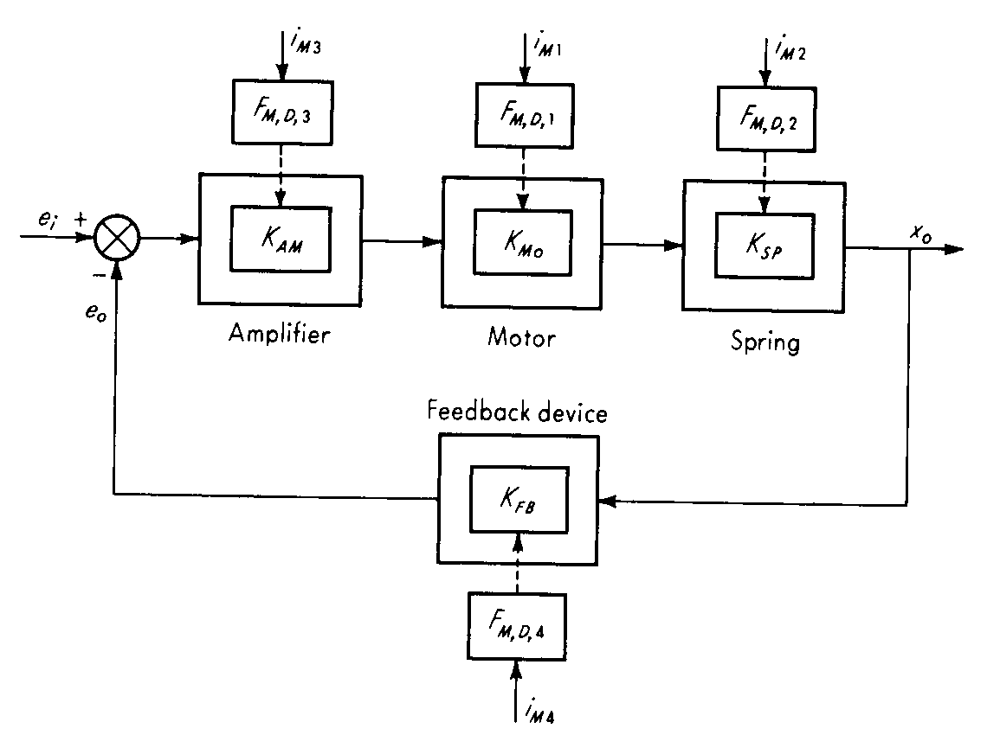 i_M3
i_M1
i_M2
F_M,D,3
F_M,D,1
F_M,D,2
e_i +
K_AM
K_Mo
K_SP
x_o
−
e_o
Amplifier
Motor
Spring
Feedback device
K_FB
F_M,D,4
i_M4